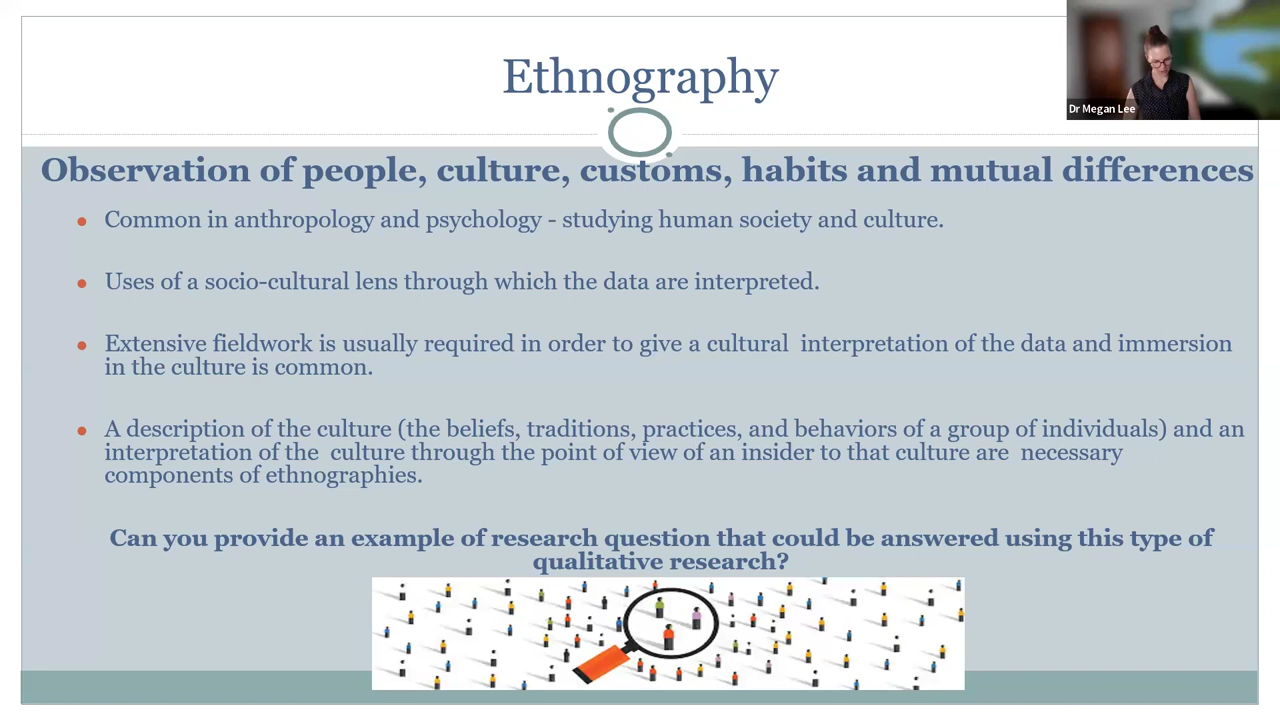 Ethnography
Dr Megan Lee
Observation of people, culture, customs, habits and mutual differences
Common in anthropology and psychology - studying human society and culture.
Uses of a socio-cultural lens through which the data are interpreted.
Extensive fieldwork is usually required in order to give a cultural interpretation of the data and immersion
in the culture is common.
A description of the culture (the beliefs, traditions, practices, and behaviors of a group of individuals) and an
interpretation of the culture through the point of view of an insider to that culture are necessary
components of ethnographies.
Can you provide an example of research question that could be answered using this type of
qualitative research?